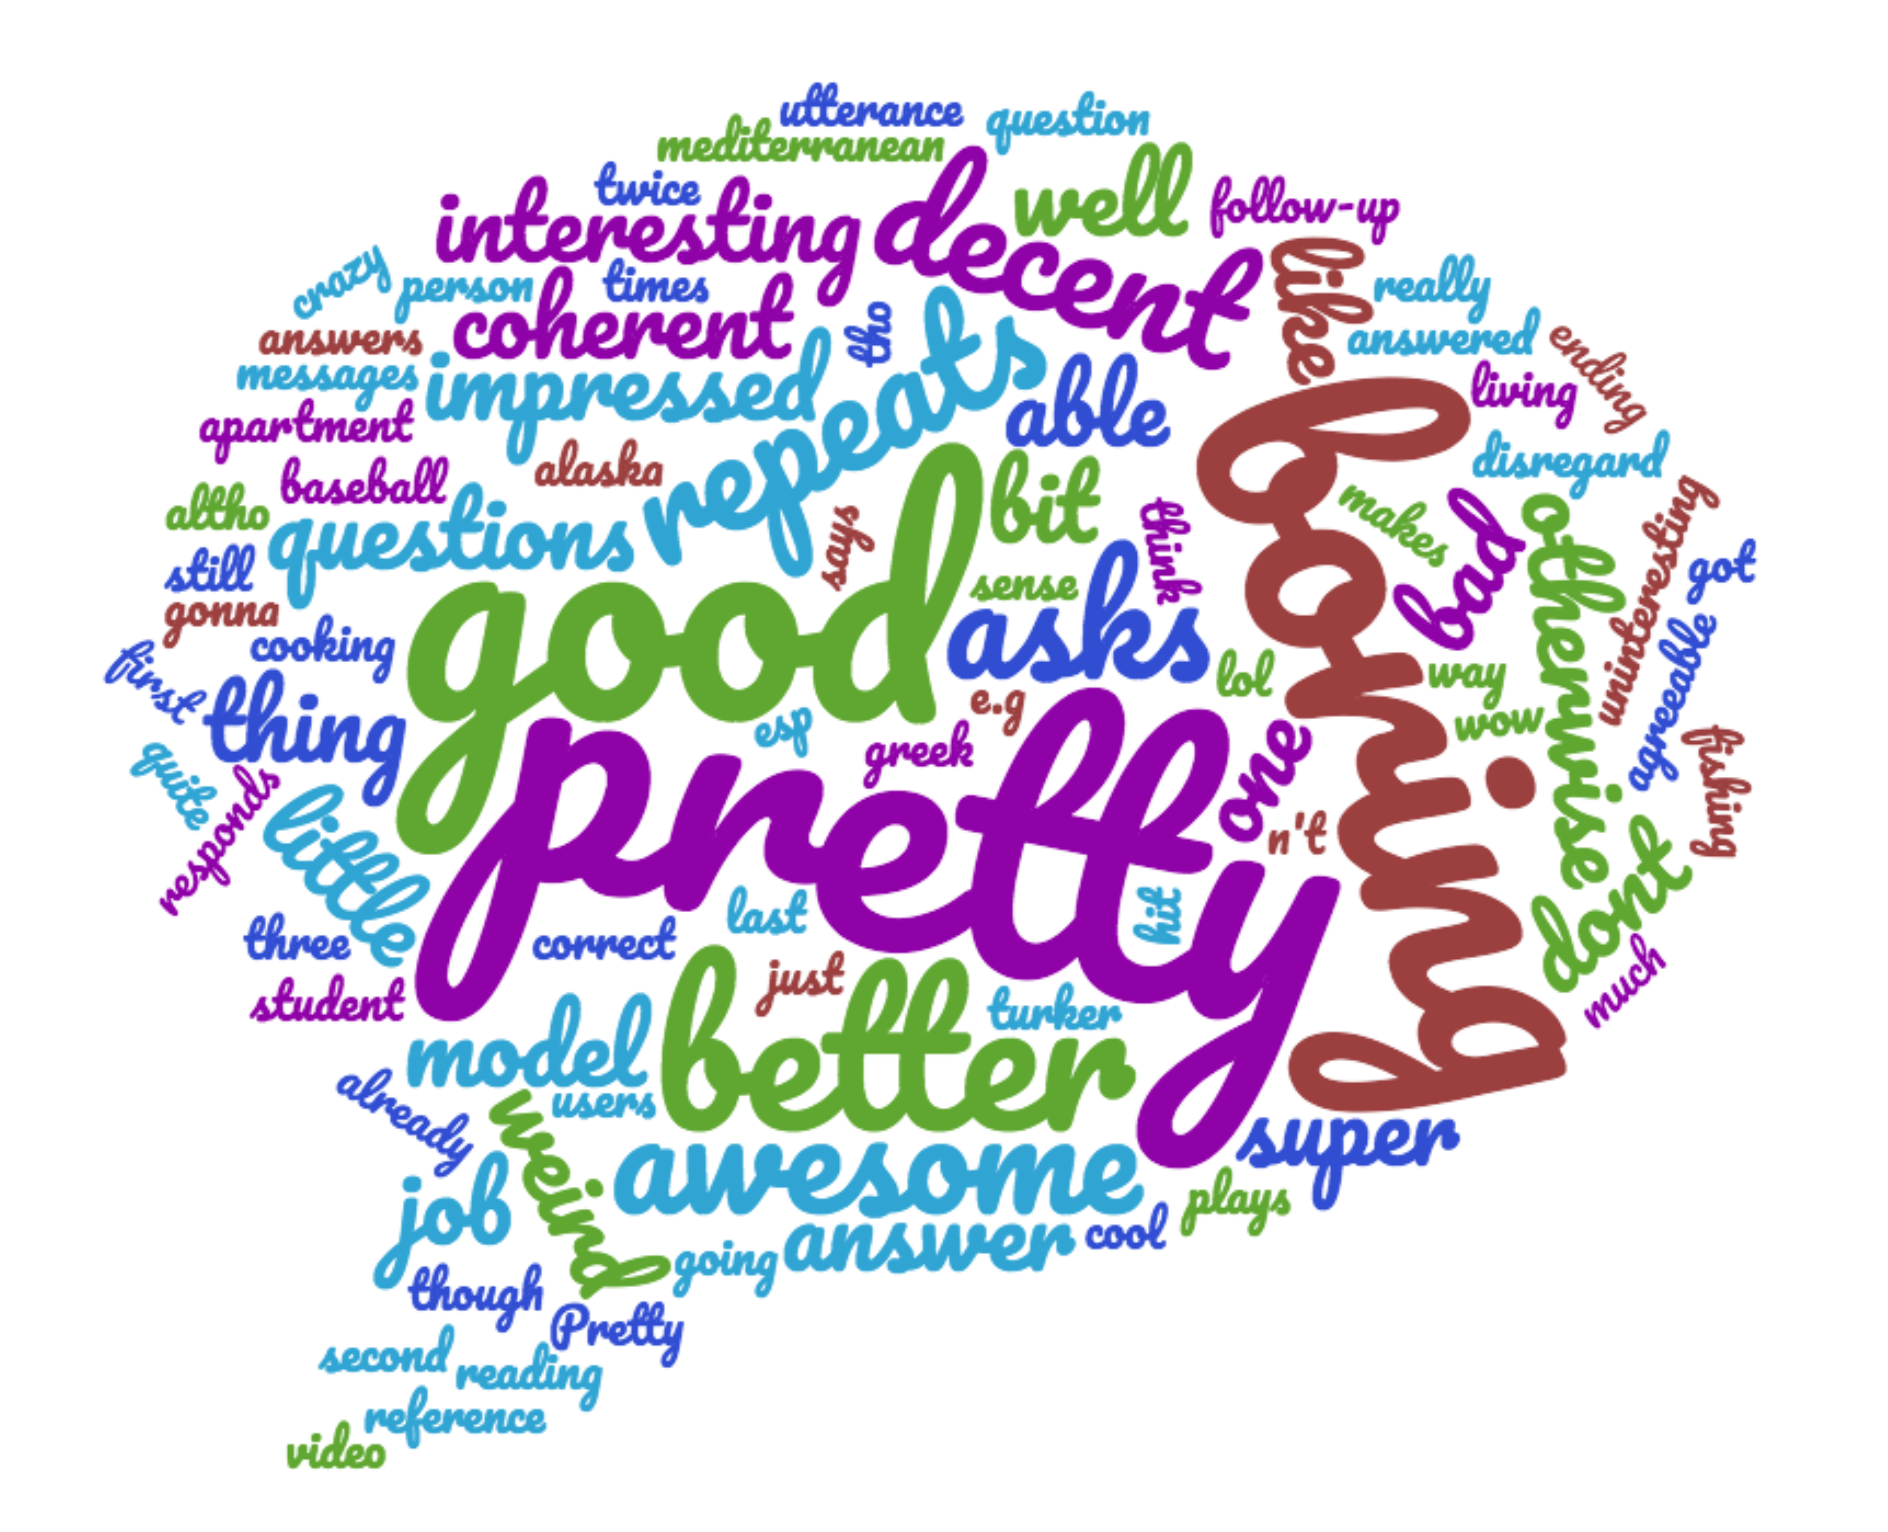 utterance
question
mediterranean
twice
interesting
decent
well
follow-up
crazy
person
times
like
really
answers
coherent
tho
answered
ending
messages
impressed
repeats
able
living
apartment
boring
alaska
disregard
baseball
bit
makes
bad
altho
questions
says
think
otherwise
uninteresting
still
good
sense
got
gonna
asks
cooking
lol
way
agreeable
first
thing
e.g
wow
esp
greek
one
fishing
quite
pretty
responds
little
n't
dont
last
hit
three
correct
much
student
just
model
better
turker
already
users
weird
super
awesome
job
plays
cool
answer
going
though
Pretty
second
reading
reference
video